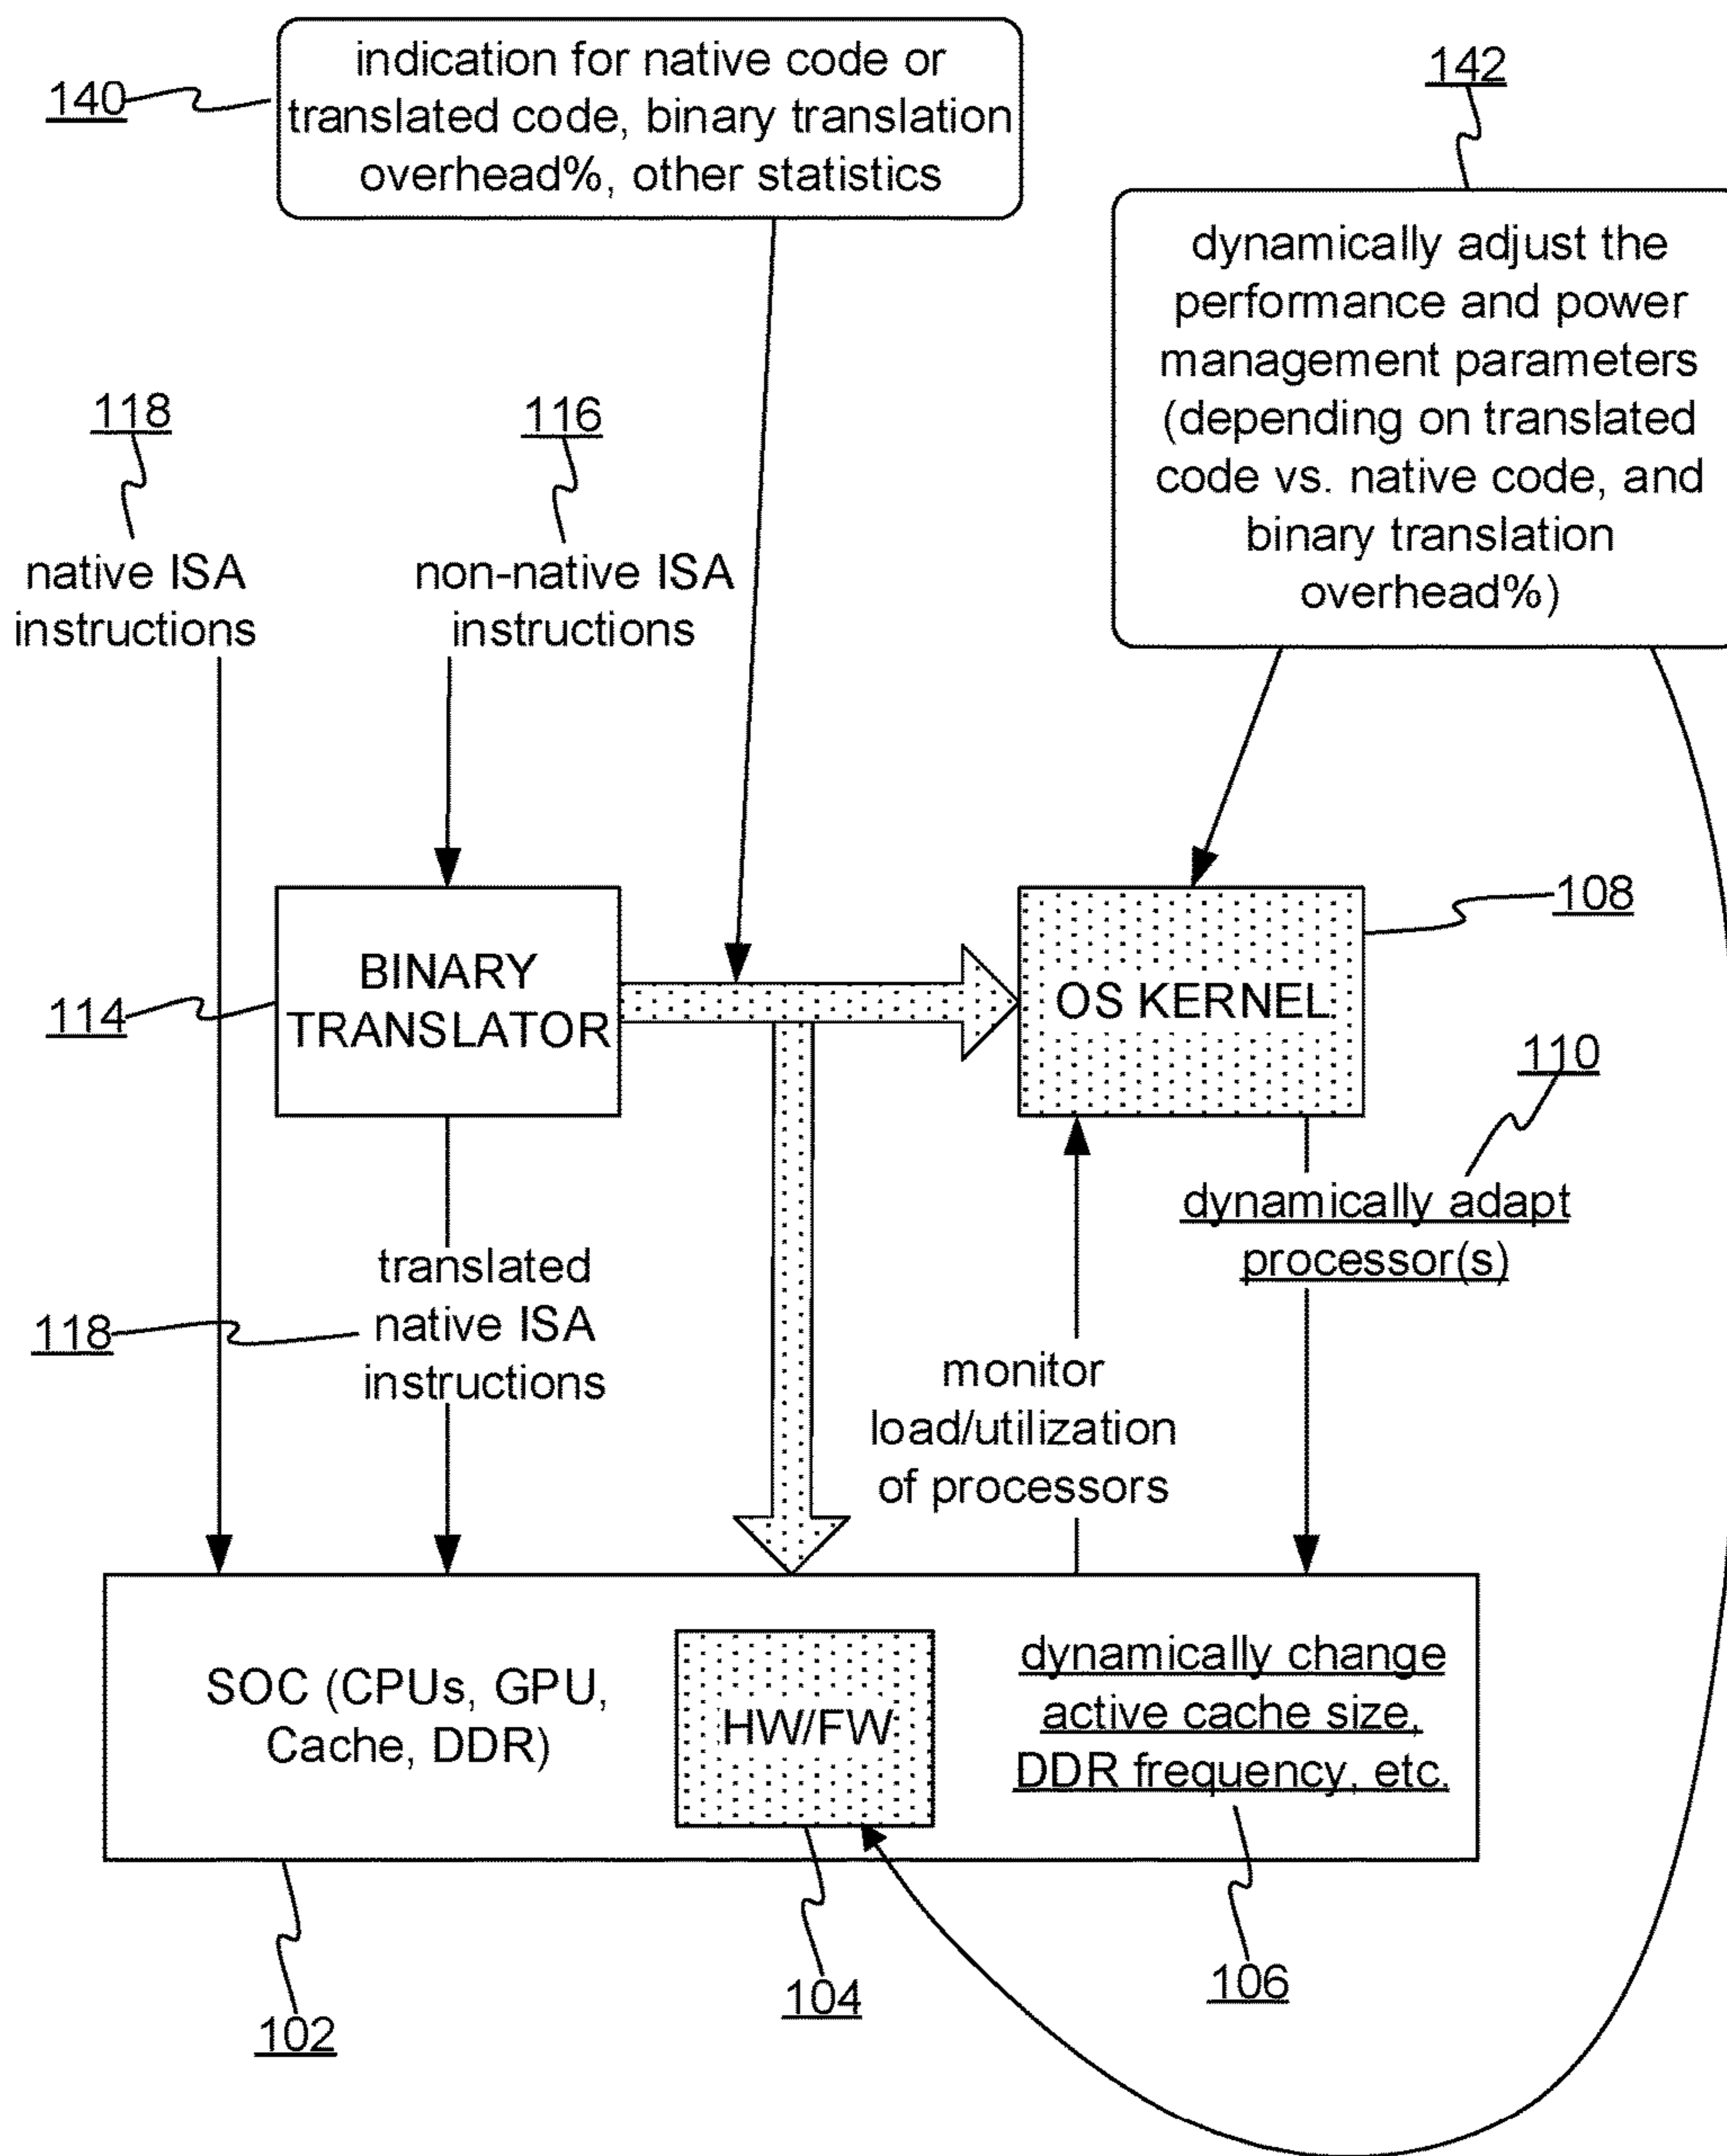 indication for native code or
translated code, binary translation
overhead%, other statistics
140
142
dynamically adjust the
performance and power
management parameters
(depending on translated
code vs. native code, and
binary translation
overhead%)
118
116
native ISA
instructions
non-native ISA
instructions
BINARY
TRANSLATOR
114
OS KERNEL
108
110
dynamically adapt
processor(s)
translated
native ISA
instructions
118
monitor
load/utilization
of processors
SOC (CPUs, GPU,
Cache, DDR)
HW/FW
dynamically change
active cache size,
DDR frequency, etc.
102
104
106